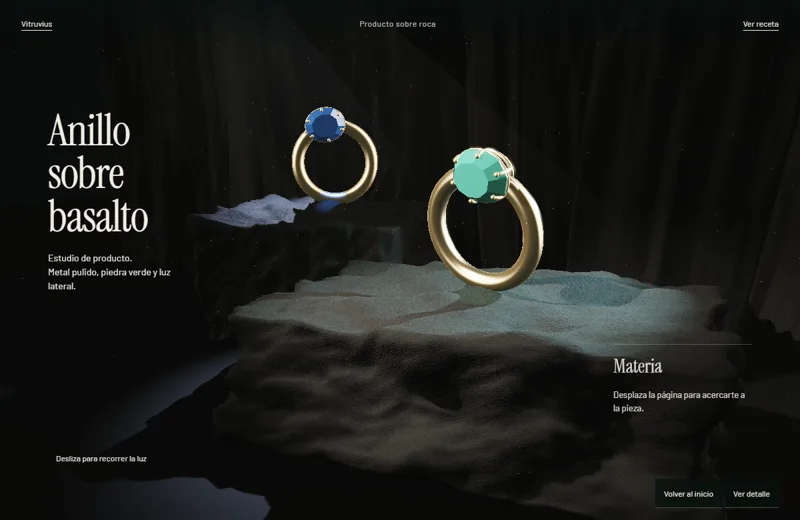 Vitruvius
Producto sobre roca
Ver receta
Anillo
sobre
basalto
Estudio de producto.
Metal pulido, piedra verde y luz
lateral.
Materia
Desplaza la página para acercarte a
la pieza.
Desliza para recorrer la luz
Volver al inicio
Ver detalle